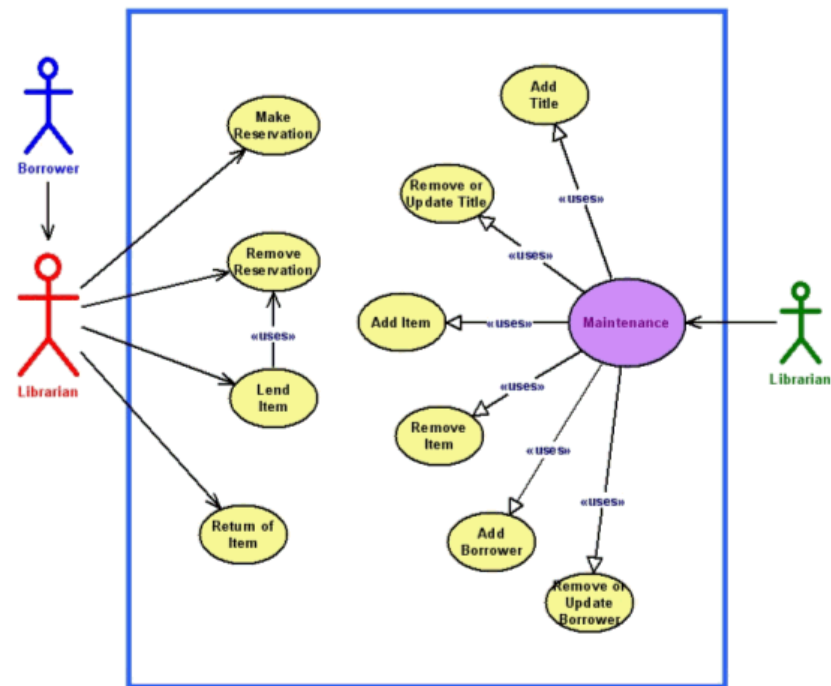 Borrower
Librarian
Make
Reservation
Remove
Reservation
«uses»
Lend
Item
Return of
Item
Add
Title
«uses»
Remove or
Update Title
«uses»
Add Item
«uses»
Maintenance
Librarian
«uses»
Remove
Item
«uses»
Add
Borrower
«uses»
Remove or
Update
Borrower